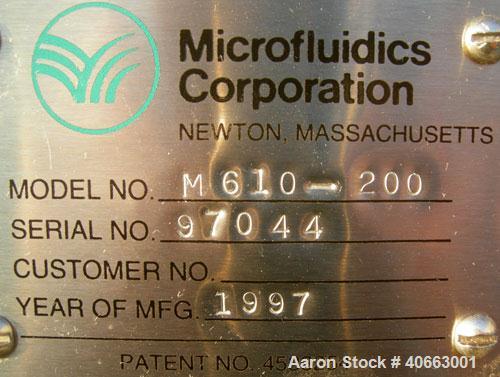 Microfluidics
Corporation
NEWTON, MASSACHUSETTS
MODEL NO. M610-200
SERIAL NO. 97044
CUSTOMER NO.
YEAR OF MFG. 1997
PATENT NO.
Aaron Stock # 40663001